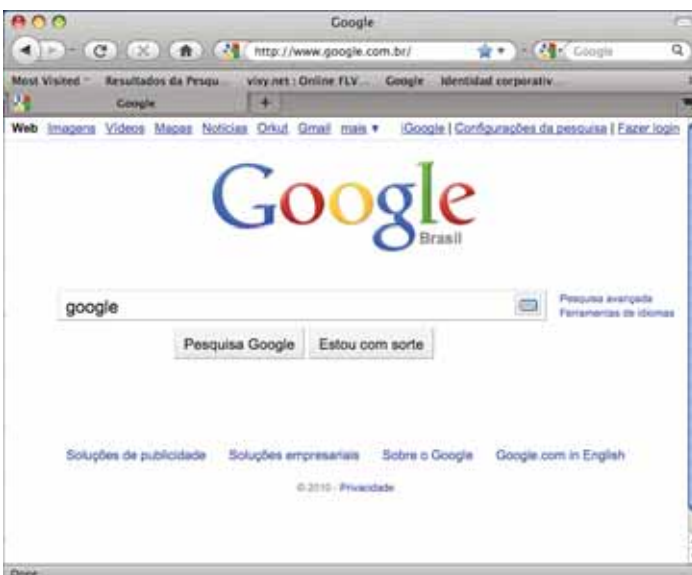 Google
http://www.google.com.br/ Google
Most Visited Resultados da Pesqu... vixy.net : Online FLV ... Google Identidad corporativ...
Google +
Web Imagens Vídeos Mapas Notícias Orkut Gmail mais ▼ iGoogle | Configurações da pesquisa | Fazer login
Google
Brasil
google Pesquisa avançada
Ferramentas de idiomas
Pesquisa Google Estou com sorte
Soluções de publicidade Soluções empresariais Sobre o Google Google.com in English
© 2010 - Privacidade
Done